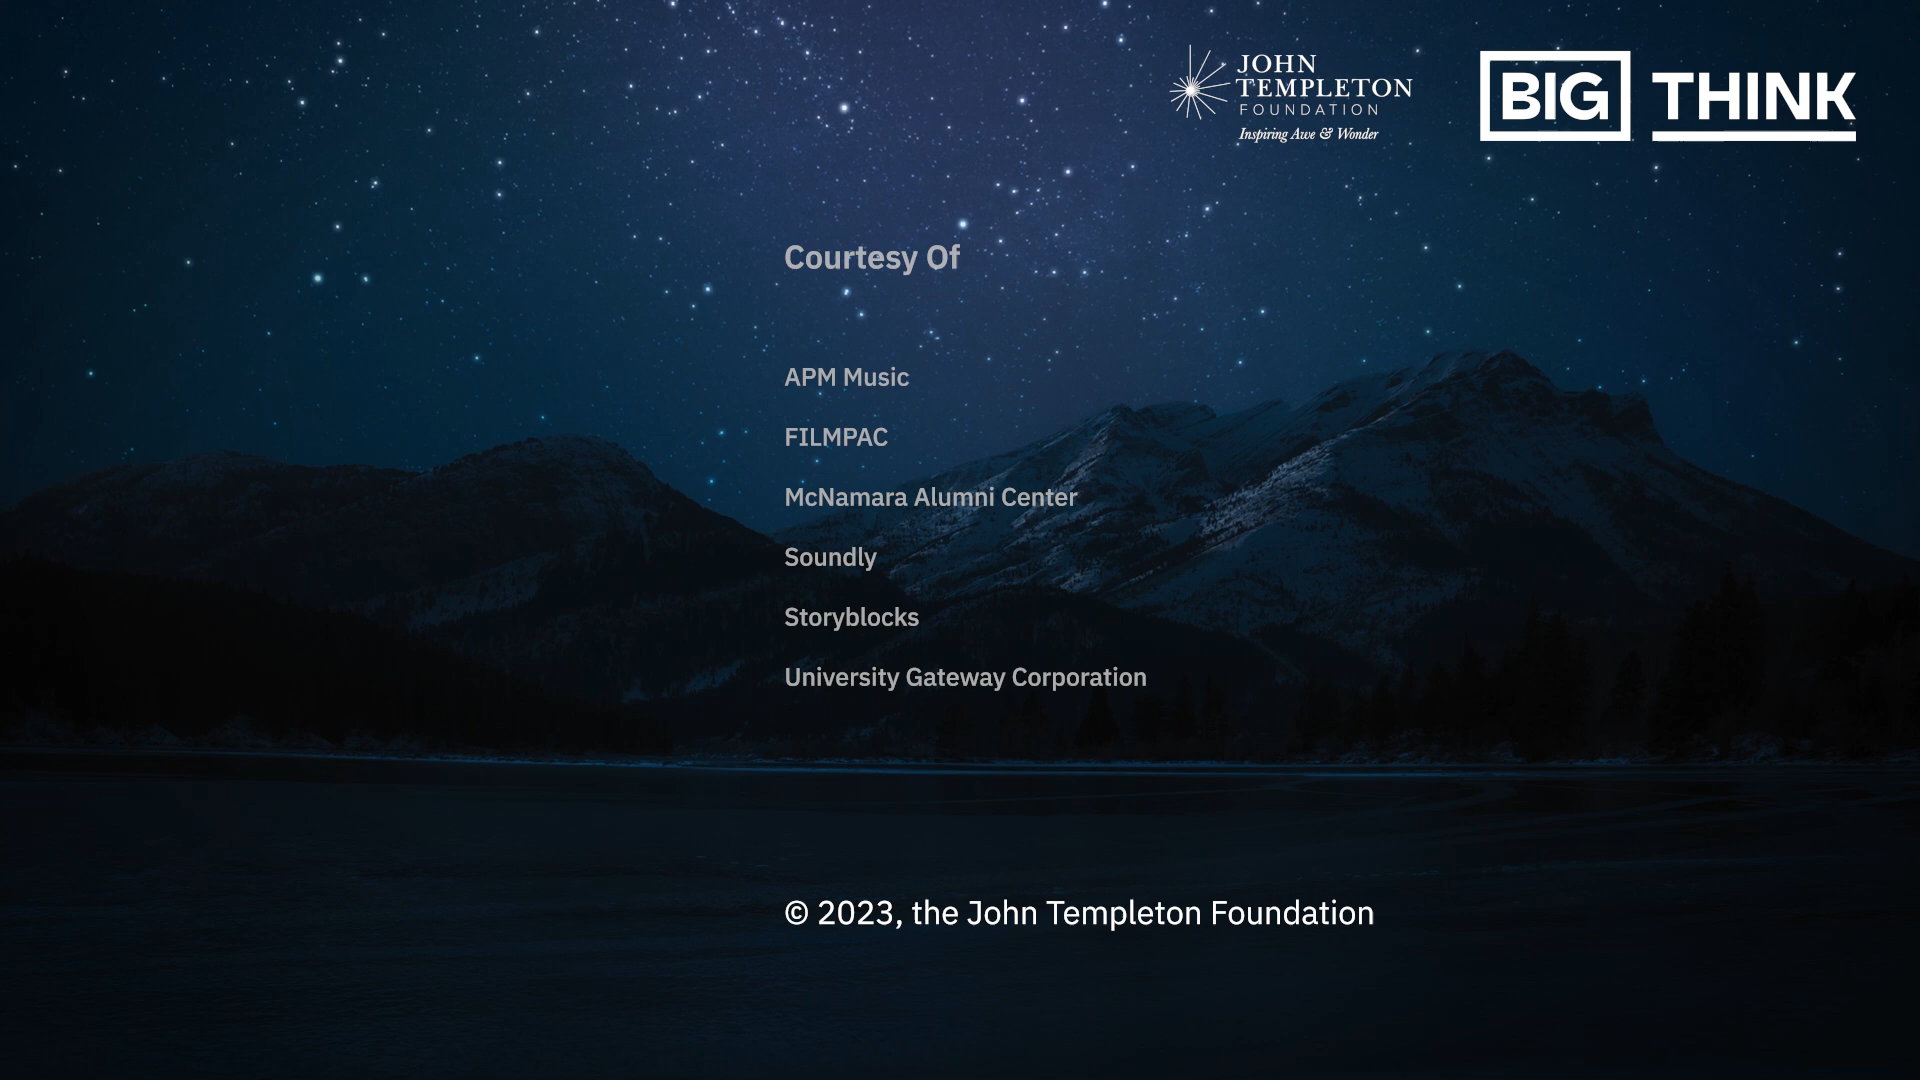 JOHN
TEMPLETON
FOUNDATION
Inspiring Awe & Wonder
BIG THINK
Courtesy Of
APM Music
FILMPAC
McNamara Alumni Center
Soundly
Storyblocks
University Gateway Corporation
© 2023, the John Templeton Foundation